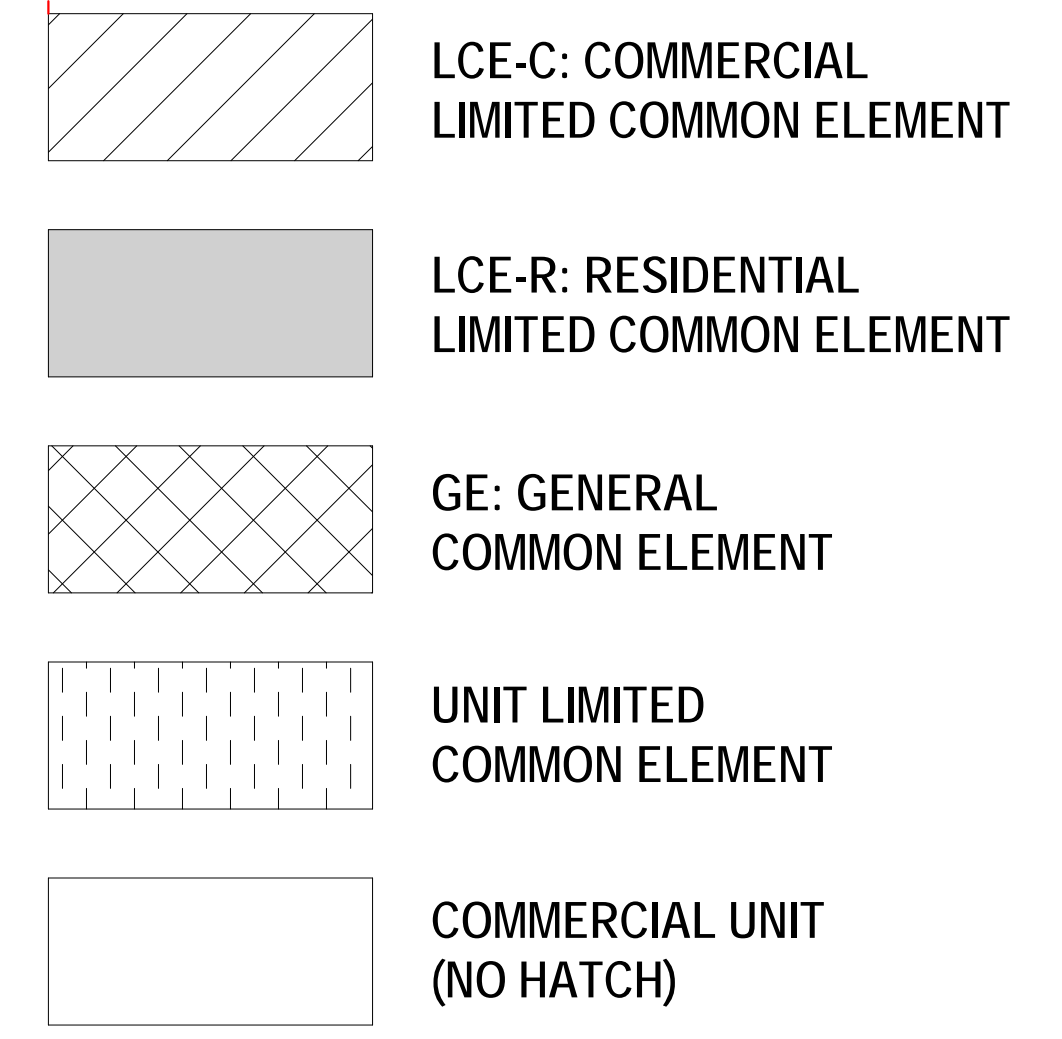 LCE-C: COMMERCIAL
LIMITED COMMON ELEMENT
LCE-R: RESIDENTIAL
LIMITED COMMON ELEMENT
GE: GENERAL
COMMON ELEMENT
UNIT LIMITED
COMMON ELEMENT
COMMERCIAL UNIT
(NO HATCH)